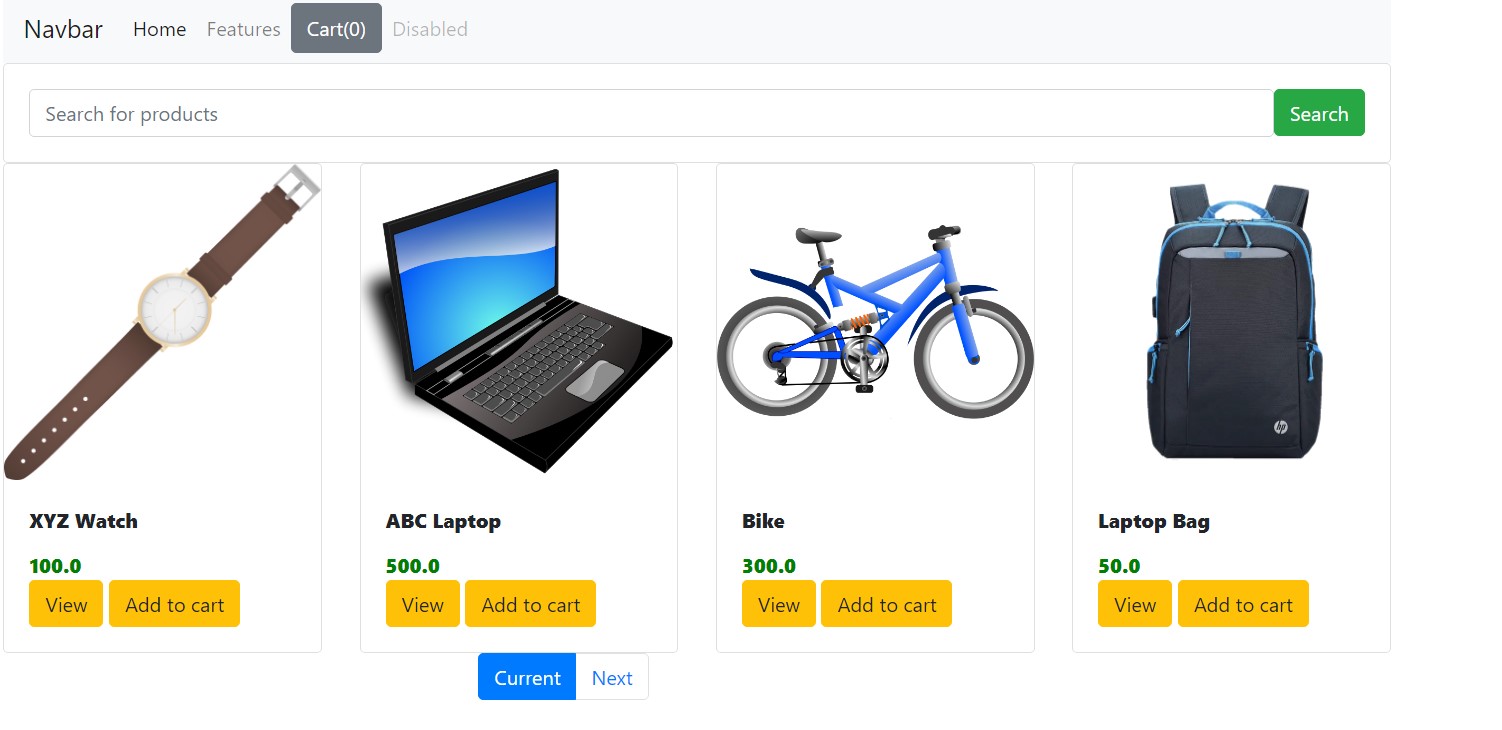 Navbar Home Features Cart(0) Disabled
Search for products Search
hp
XYZ Watch ABC Laptop Bike Laptop Bag
100.0 500.0 300.0 50.0
View Add to cart View Add to cart View Add to cart View Add to cart
Current Next